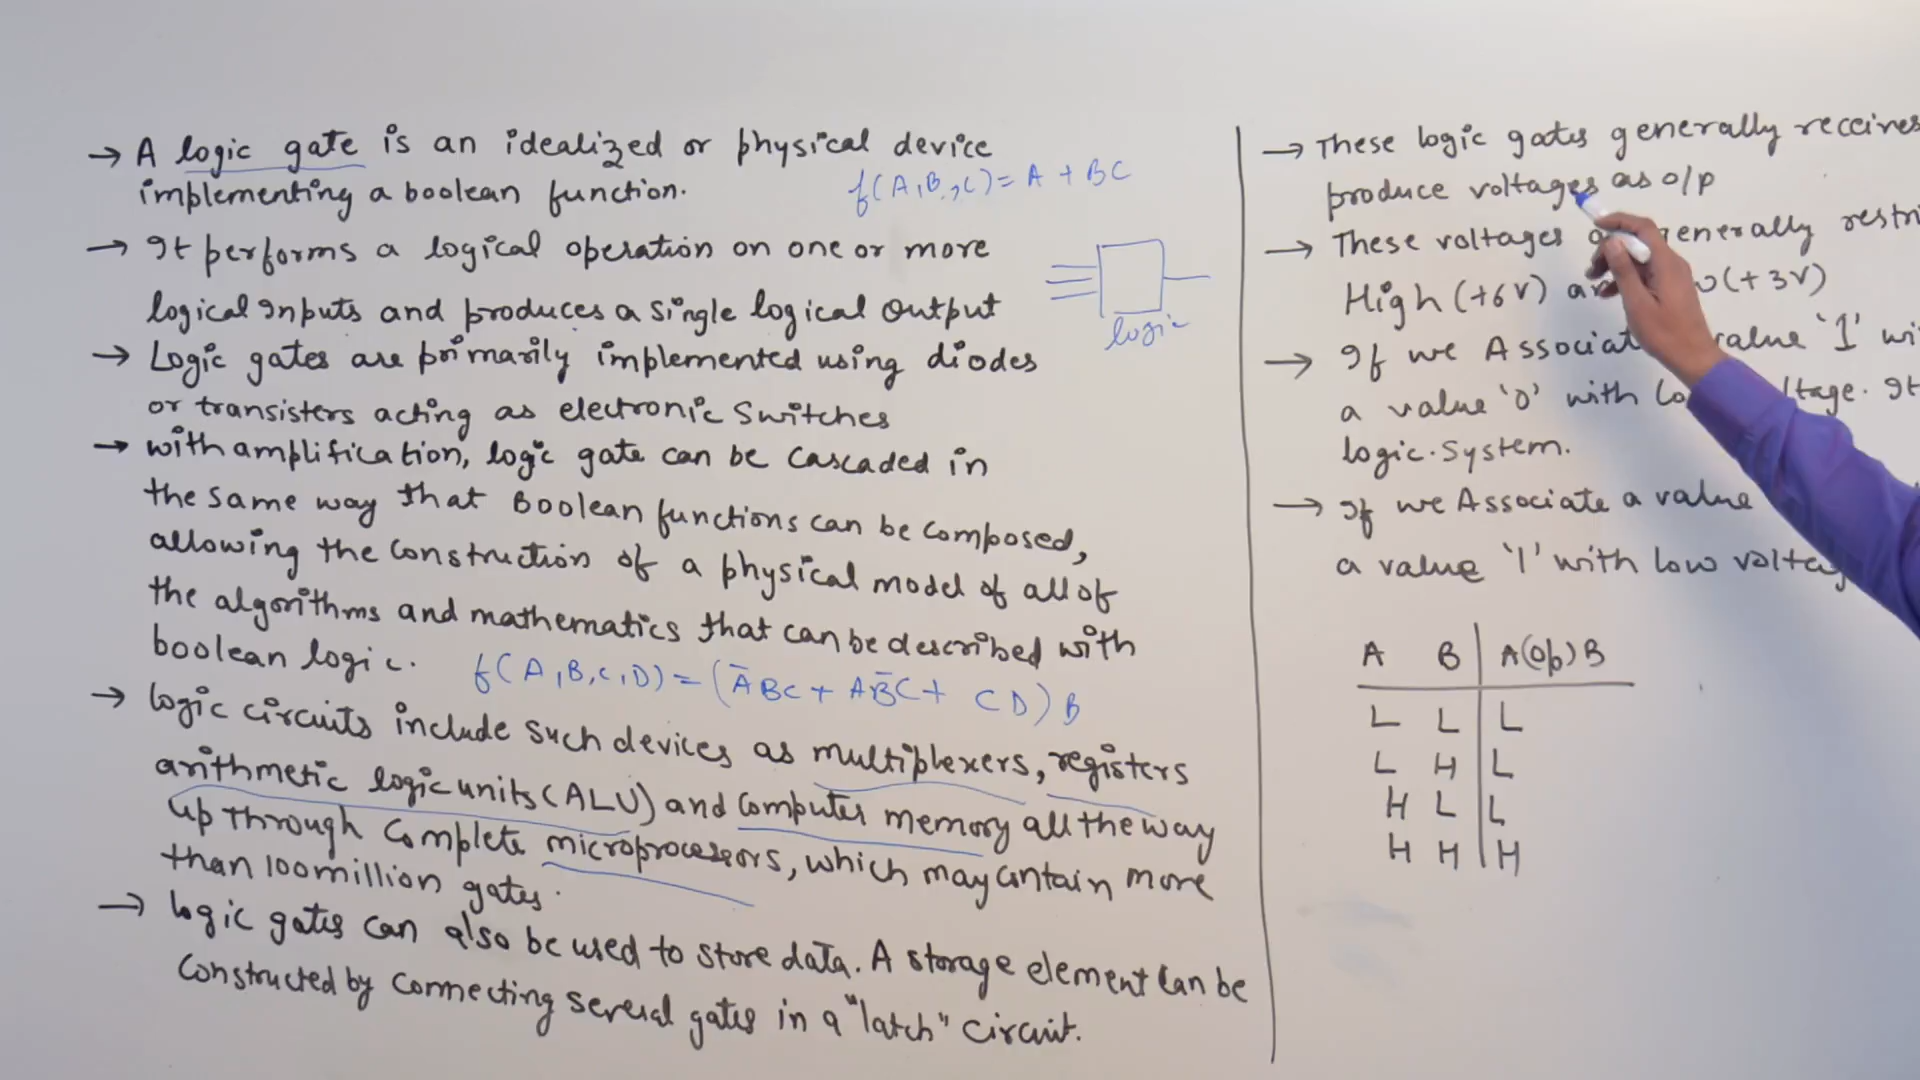 → A logic gate is an idealized or physical device
implementing a boolean function.
f(A,B,C) = A + BC
→ It performs a logical operation on one or more
logical Inputs and produces a single logical output
logic
→ Logic gates are primarily implemented using diodes
or transisters acting as electronic switches
→ with amplification, logic gate can be cascaded in
the same way that Boolean functions can be composed,
allowing the construction of a physical model of all of
the algorithms and mathematics that can be described with
boolean logic.
f(A,B,C,D) = (A̅BC + AB̅C + CD) B
→ logic circuits include such devices as multiplexers, registers
arithmetic logic units (ALU) and computer memory all the way
up through complete microprocessors, which may contain more
than 100 million gates.
→ logic gates can also be used to store data. A storage element can be
constructed by connecting several gates in a "latch" circuit.
→ These logic gates generally receives
produce voltages as o/p
→ These voltages generally
High (+6V) (+3V)
→ If we value '1'
a value '0' with
logic System.
→ If we Associate a value
a value '1' with low
A B A(Op)B
L L L
L H L
H L L
H H H